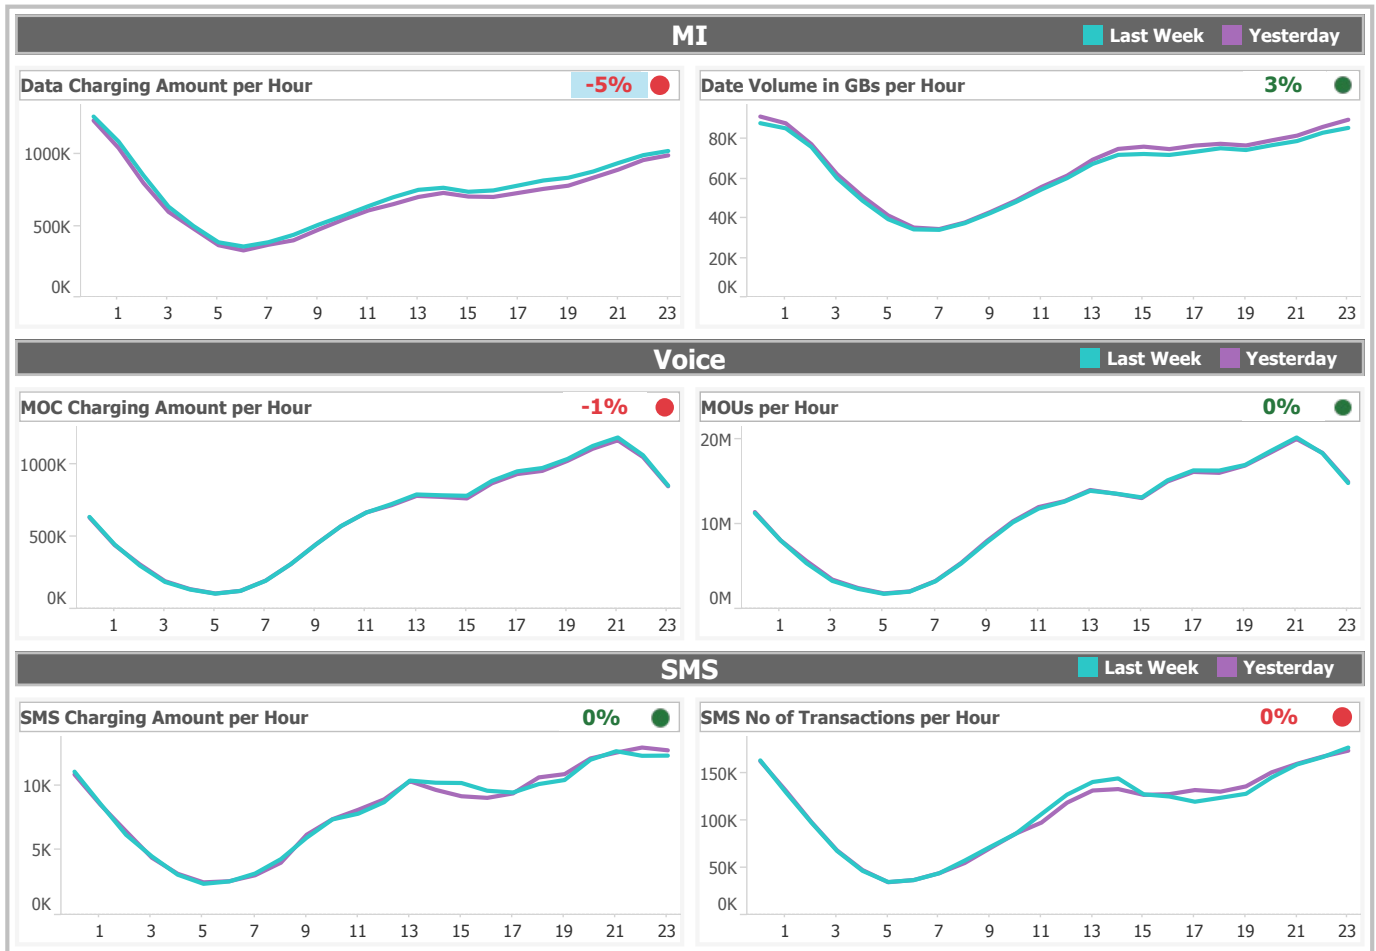 MI
Last Week Yesterday
Data Charging Amount per Hour -5%
1000K
500K
0K
1 3 5 7 9 11 13 15 17 19 21 23
Date Volume in GBs per Hour 3%
80K
60K
40K
20K
0K
1 3 5 7 9 11 13 15 17 19 21 23
Voice
Last Week Yesterday
MOC Charging Amount per Hour -1%
1000K
500K
0K
1 3 5 7 9 11 13 15 17 19 21 23
MOUs per Hour 0%
20M
10M
0M
1 3 5 7 9 11 13 15 17 19 21 23
SMS
Last Week Yesterday
SMS Charging Amount per Hour 0%
10K
5K
0K
1 3 5 7 9 11 13 15 17 19 21 23
SMS No of Transactions per Hour 0%
150K
100K
50K
0K
1 3 5 7 9 11 13 15 17 19 21 23